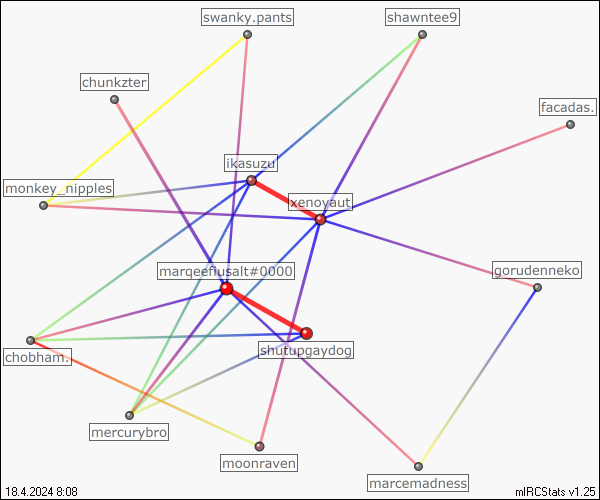 swanky.pants
shawntee9
chunkzter
facadas.
ikasuzu
monkey_nipples
xenoyaut
marqeefiusalt#0000
gorudenneko
chobham.
shutupgaydog
mercurybro
moonraven
marcemadness
18.4.2024 8:08
mIRCStats v1.25